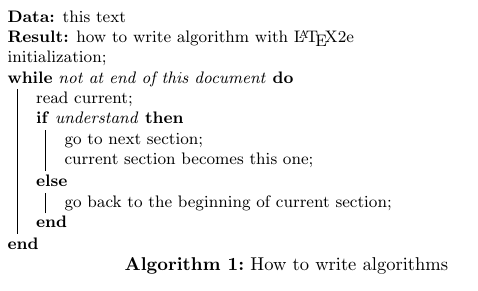 Data: this text
Result: how to write algorithm with LATEX2e
initialization;
while not at end of this document do
read current;
if understand then
go to next section;
current section becomes this one;
else
go back to the beginning of current section;
end
end
Algorithm 1: How to write algorithms